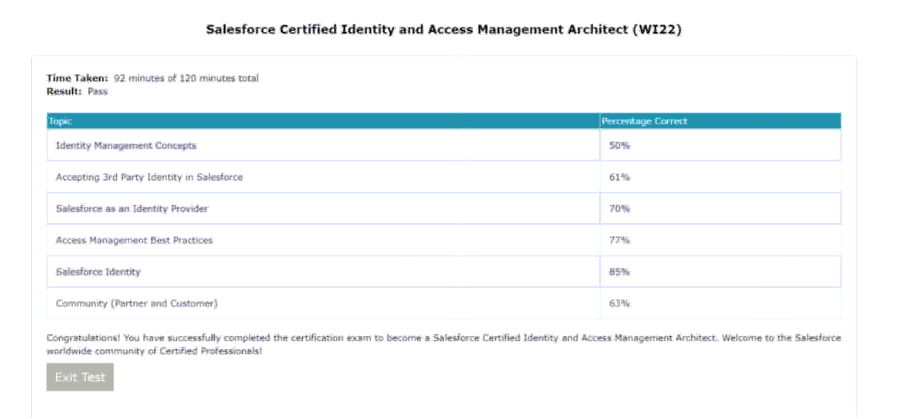 Salesforce Certified Identity and Access Management Architect (WI22)
Time Taken: 92 minutes of 120 minutes total
Result: Pass
Topic Percentage Correct
Identity Management Concepts 50%
Accepting 3rd Party Identity in Salesforce 61%
Salesforce as an Identity Provider 70%
Access Management Best Practices 77%
Salesforce Identity 85%
Community (Partner and Customer) 63%
Congratulations! You have successfully completed the certification exam to become a Salesforce Certified Identity and Access Management Architect. Welcome to the Salesforce
worldwide community of Certified Professionals!
Exit Test